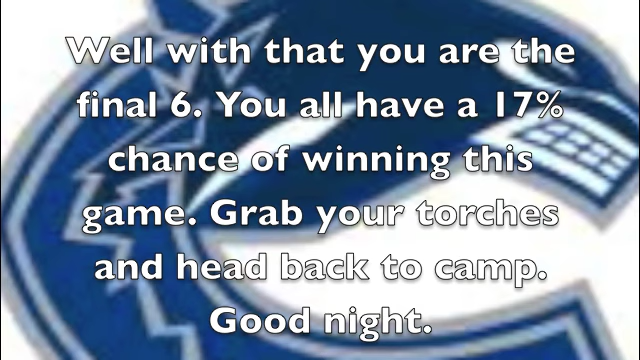 Well with that you are the
final 6. You all have a 17%
chance of winning this
game. Grab your torches
and head back to camp.
Good night.